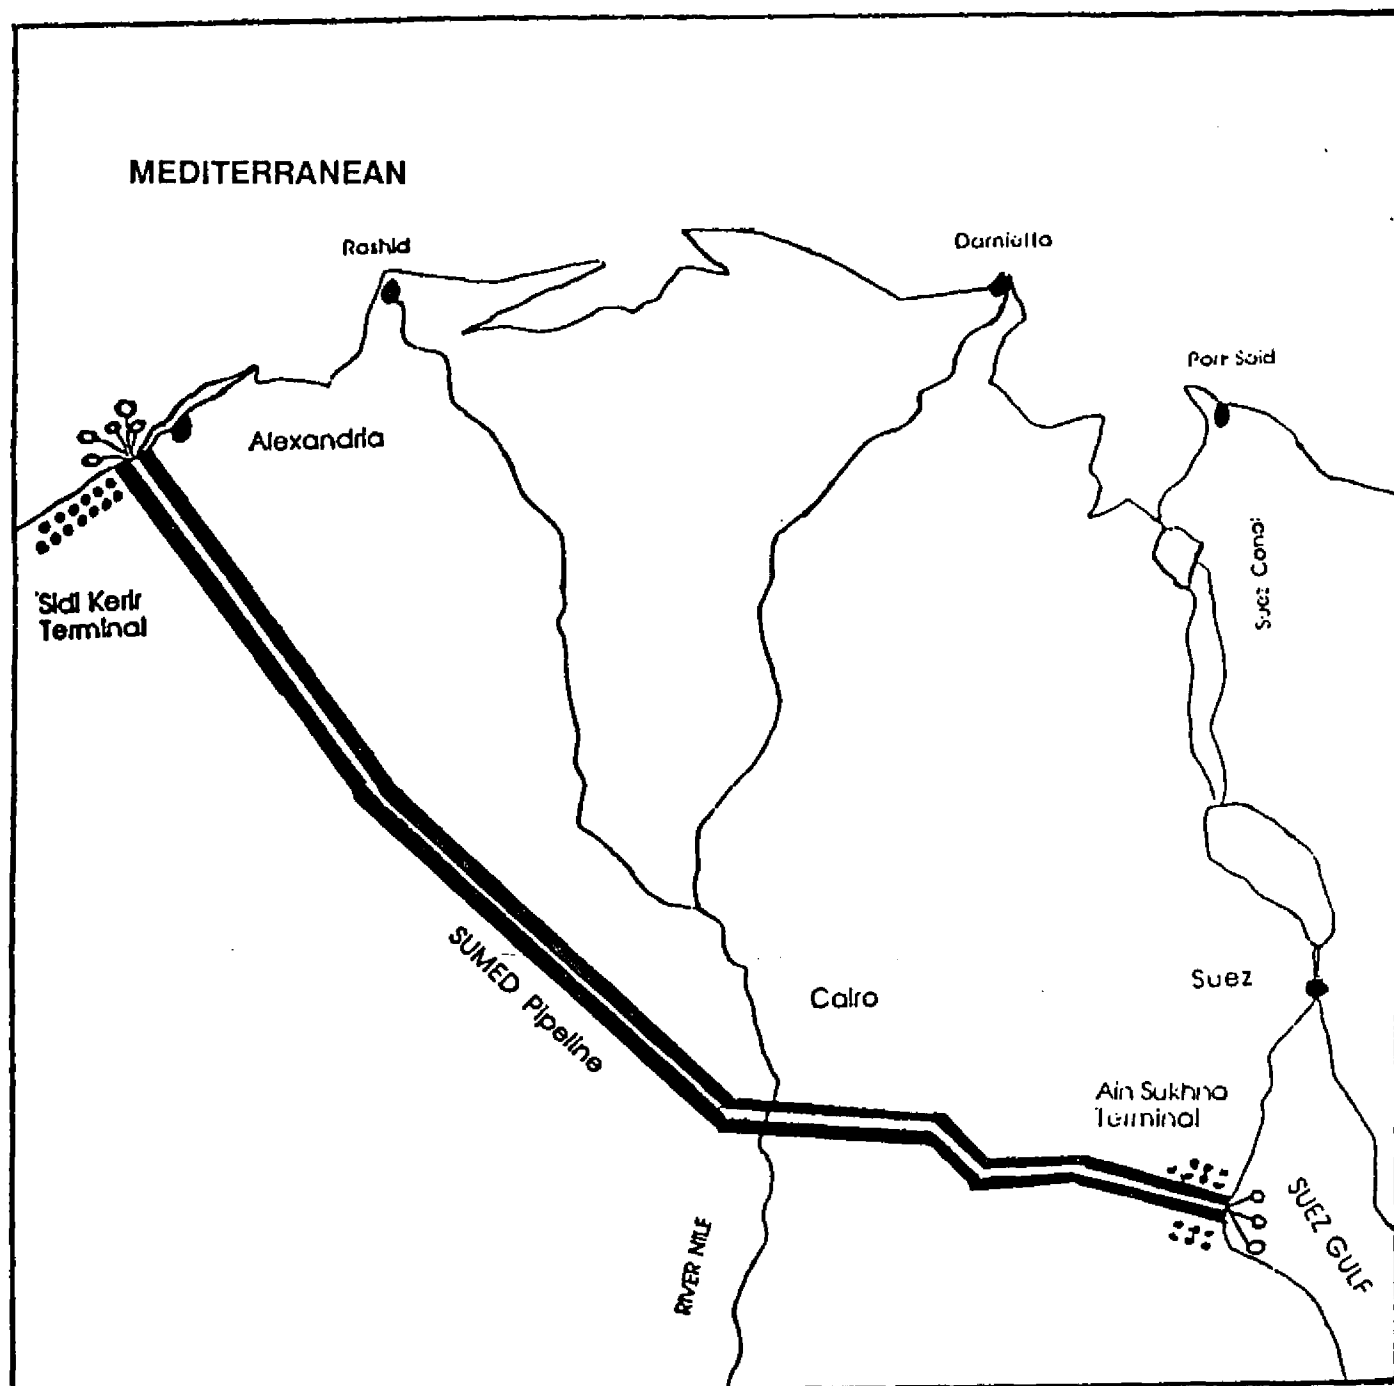 MEDITERRANEAN
Rashid
Damiatta
Port Said
Alexandria
Suez Canal
Sidi Kerir
Terminal
SUMED Pipeline
Cairo
Suez
Ain Sukhna
Terminal
SUEZ GULF
RIVER NILE